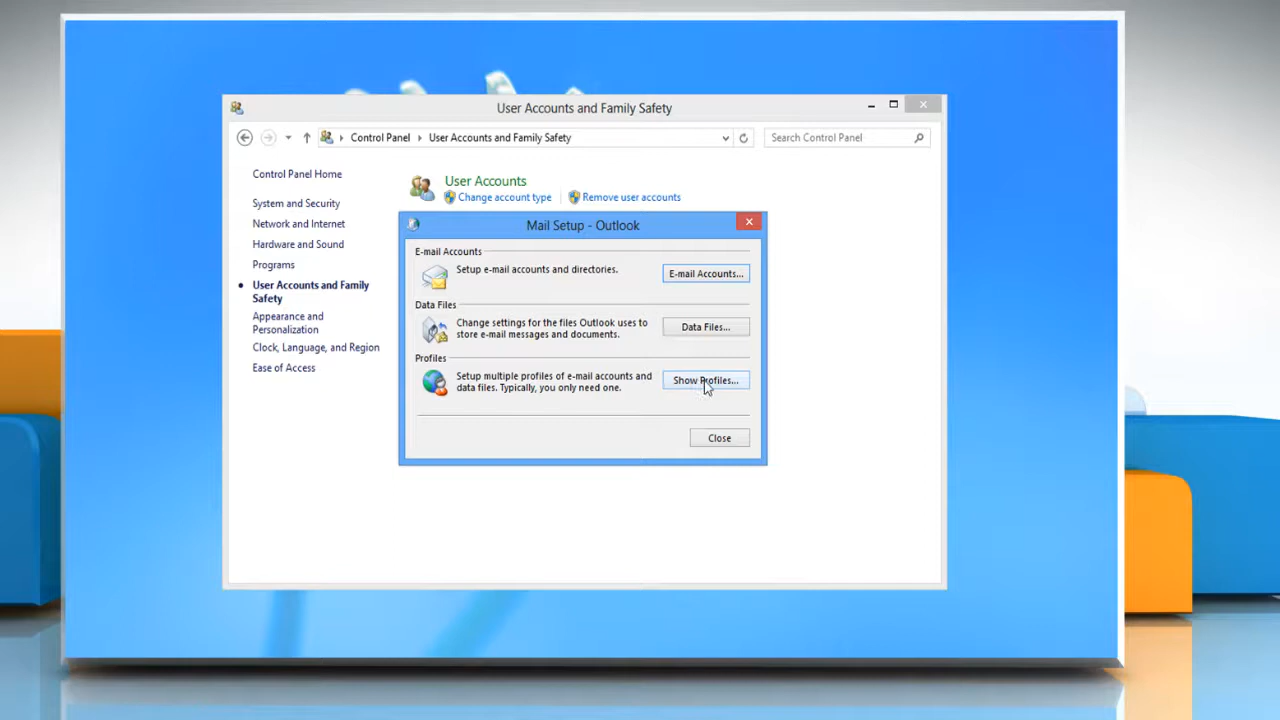 User Accounts and Family Safety
Control Panel
User Accounts and Family Safety
Search Control Panel
Control Panel Home
System and Security
Network and Internet
Hardware and Sound
Programs
User Accounts and Family
Safety
Appearance and
Personalization
Clock, Language, and Region
Ease of Access
User Accounts
Change account type
Remove user accounts
Mail Setup - Outlook
E-mail Accounts
Setup e-mail accounts and directories.
E-mail Accounts...
Data Files
Change settings for the files Outlook uses to
store e-mail messages and documents.
Data Files...
Profiles
Setup multiple profiles of e-mail accounts and
data files. Typically, you only need one.
Show Profiles...
Close